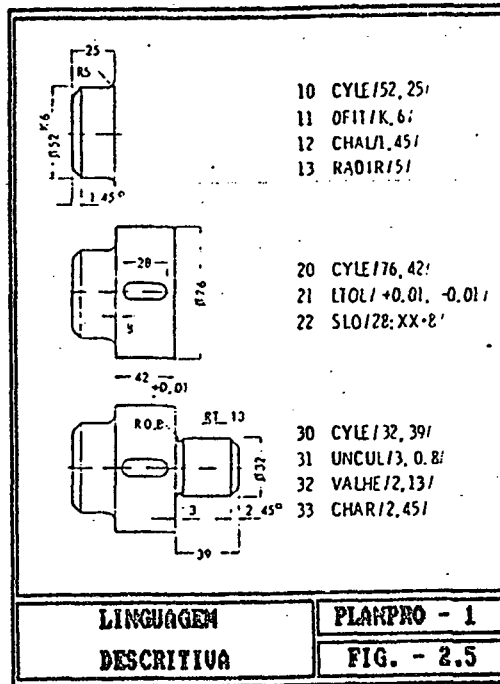 25
R5
10 CYLE/52, 25/
11 OFIT/K, 6/
12 CHAL/1, 45/
13 RADIR/5/
Ø52 K6
1 45°
20 CYLE/76, 42/
21 LTOL/ +0.01, -0.01/
22 SLO/28; XX-8/
28
Ø76
42
+0.01
R 0,8
RT 13
30 CYLE/32, 39/
31 UNCUL/3, 0.8/
32 VALHE/2, 13/
33 CHAR/2, 45/
Ø32
3
2 45°
39
LINGUAGEM
DESCRITIVA
PLANPRO - 1
FIG. - 2.5